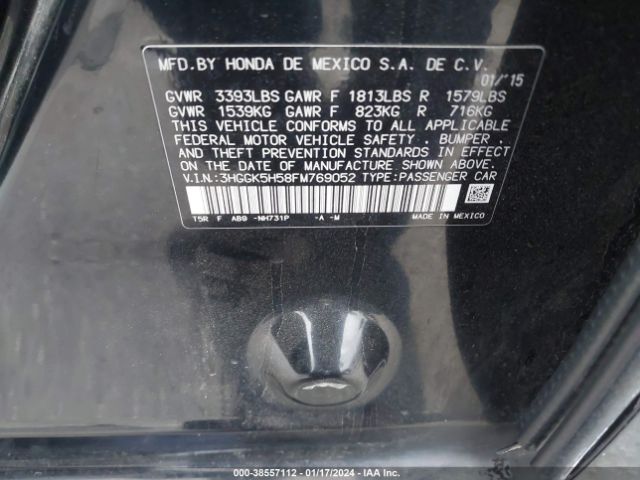 MFD.BY HONDA DE MEXICO S.A. DE C.V.
01/'15
GVWR 3393LBS GAWR F 1813LBS R 1579LBS
GVWR 1539KG GAWR F 823KG R 716KG
THIS VEHICLE CONFORMS TO ALL APPLICABLE
FEDERAL MOTOR VEHICLE SAFETY . BUMPER . AND THEFT PREVENTION STANDARDS
IN EFFECT ON THE DATE OF MANUFACTURE SHOWN ABOVE.
V.I.N.:3HGGK5H58FM769052 TYPE:PASSENGER CAR
T5R F AB9 -NH731P -A -M MADE IN MEXICO
000-38557112 - 01/17/2024 - IAA Inc.